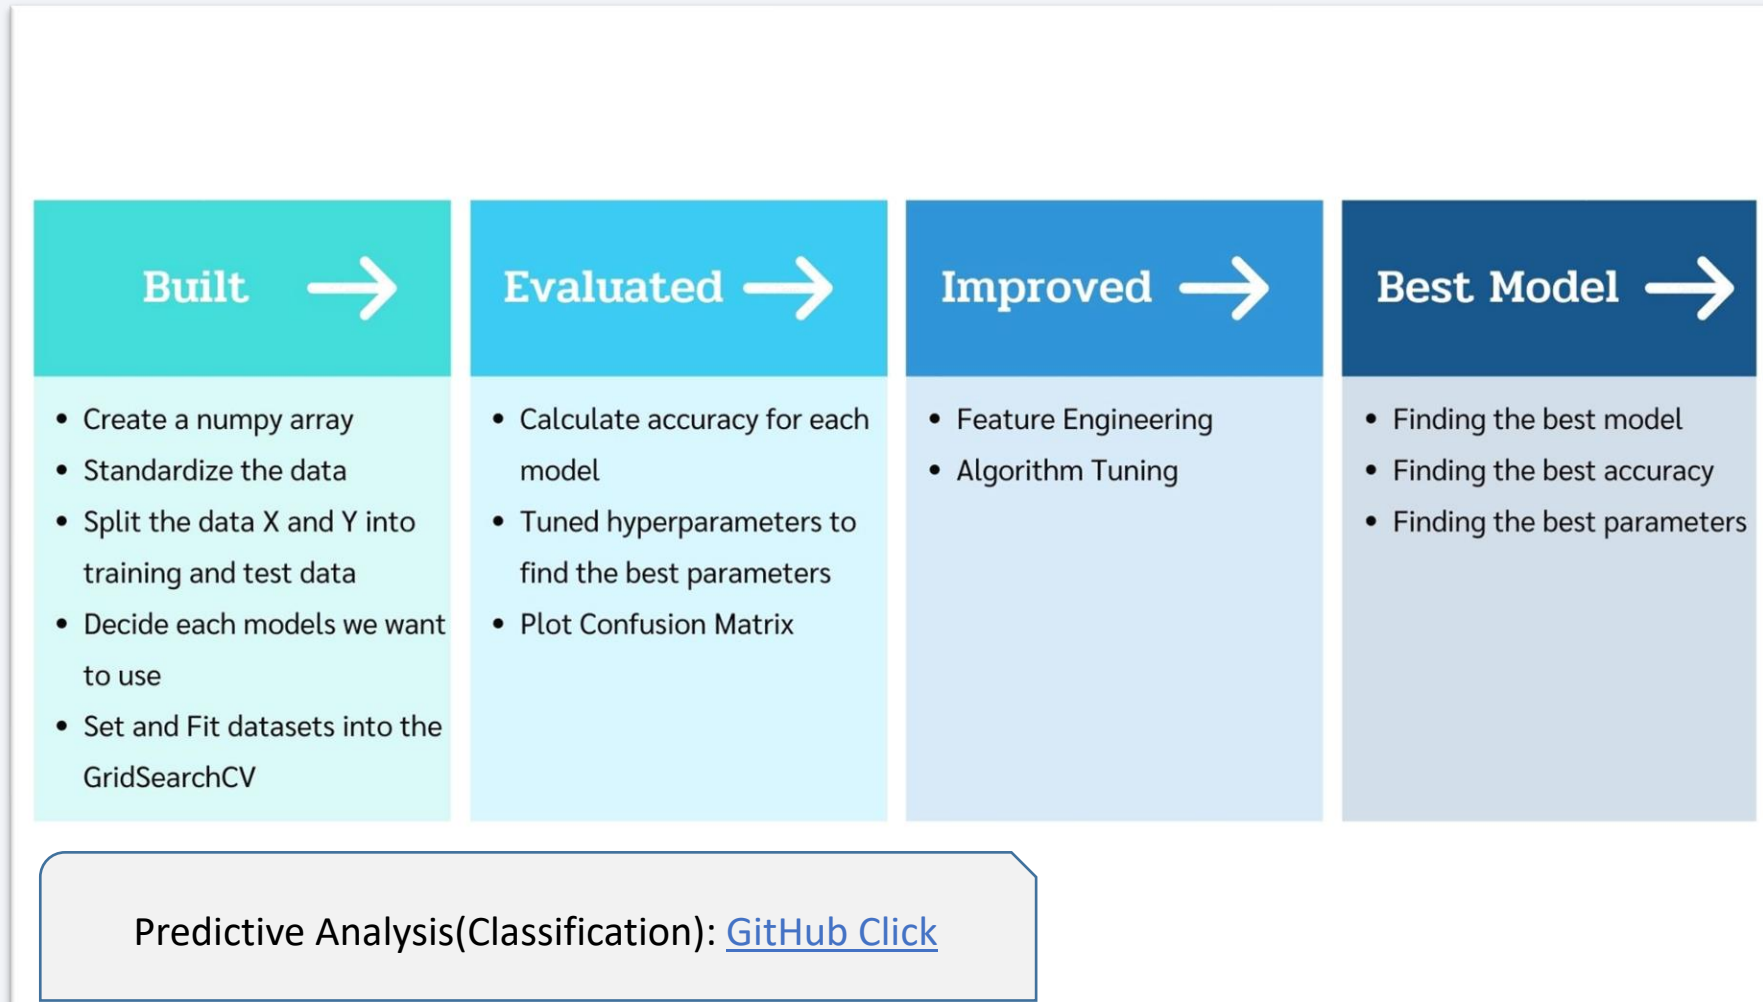 Built
Create a numpy array
Standardize the data
Split the data X and Y into
training and test data
Decide each models we want
to use
Set and Fit datasets into the
GridSearchCV
Evaluated
Calculate accuracy for each
model
Tuned hyperparameters to
find the best parameters
Plot Confusion Matrix
Improved
Feature Engineering
Algorithm Tuning
Best Model
Finding the best model
Finding the best accuracy
Finding the best parameters
Predictive Analysis(Classification): GitHub Click